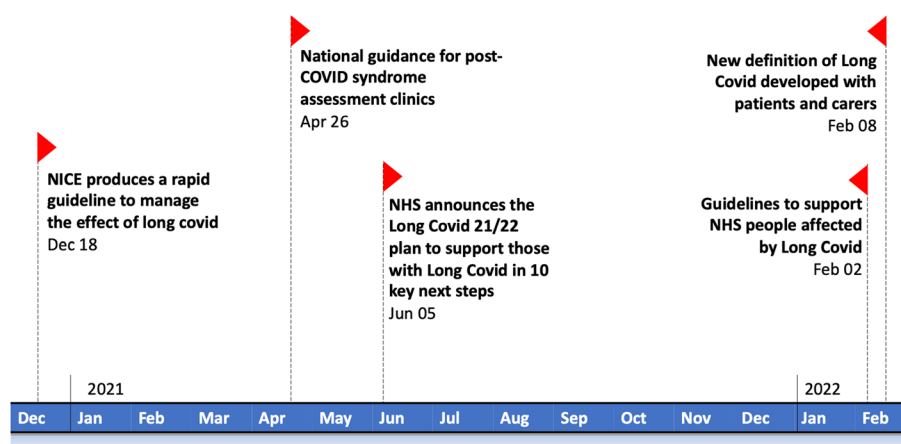 National guidance for post-
COVID syndrome
assessment clinics
Apr 26
New definition of Long
Covid developed with
patients and carers
Feb 08
NICE produces a rapid
guideline to manage
the effect of long covid
Dec 18
NHS announces the
Long Covid 21/22
plan to support those
with Long Covid in 10
key next steps
Jun 05
Guidelines to support
NHS people affected
by Long Covid
Feb 02
2021 2022
Dec Jan Feb Mar Apr May Jun Jul Aug Sep Oct Nov Dec Jan Feb